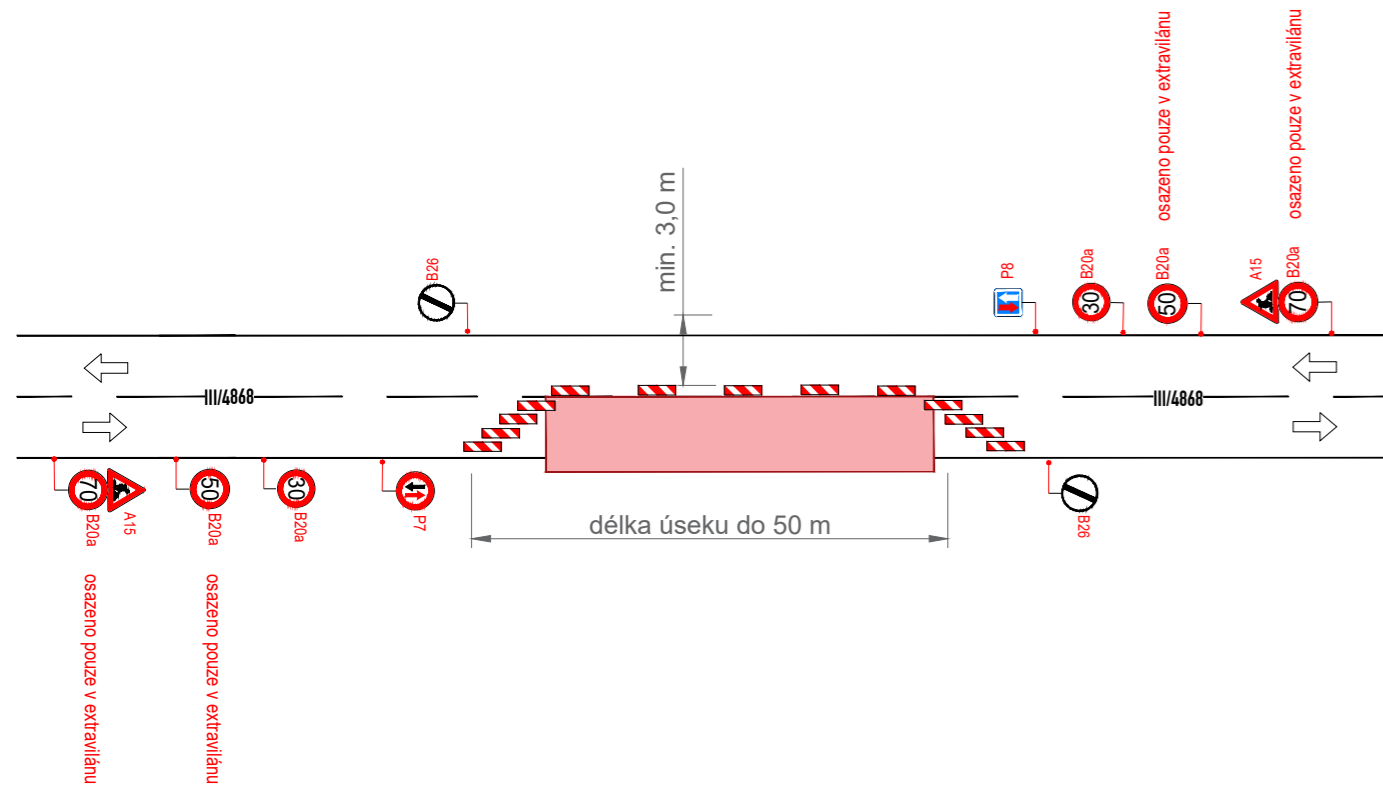 osazeno pouze v extravilánu
osazeno pouze v extravilánu
min. 3,0 m
B26
P8
B20a
30
B20a
50
A15
B20a
70
III/4868
III/4868
70
B20a
A15
50
B20a
30
B20a
P7
B26
délka úseku do 50 m
osazeno pouze v extravilánu
osazeno pouze v extravilánu